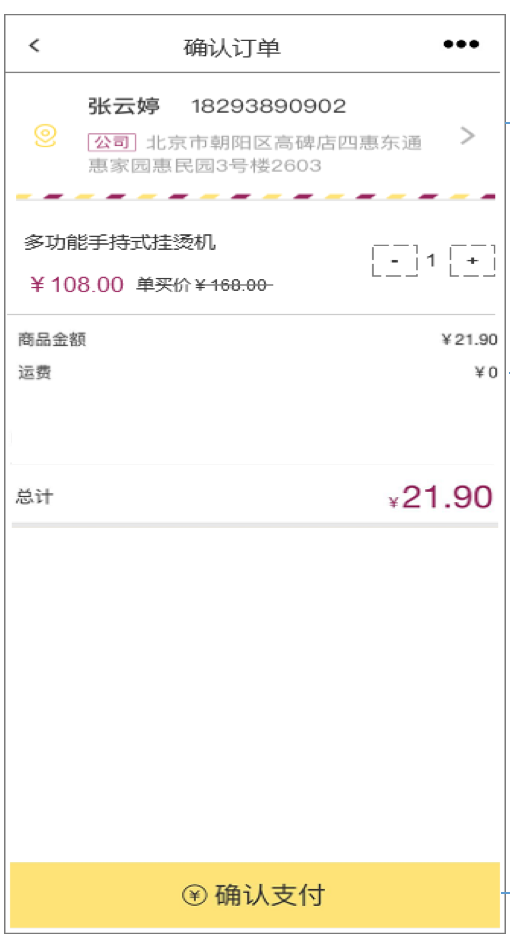 <
确认订单
•••
张云婷 18293890902
公司 北京市朝阳区高碑店四惠东通
惠家园惠民园3号楼2603
多功能手持式挂烫机
- 1 +
¥108.00 单买价¥168.00
商品金额 ¥21.90
运费 ¥0
总计 ¥21.90
¥ 确认支付